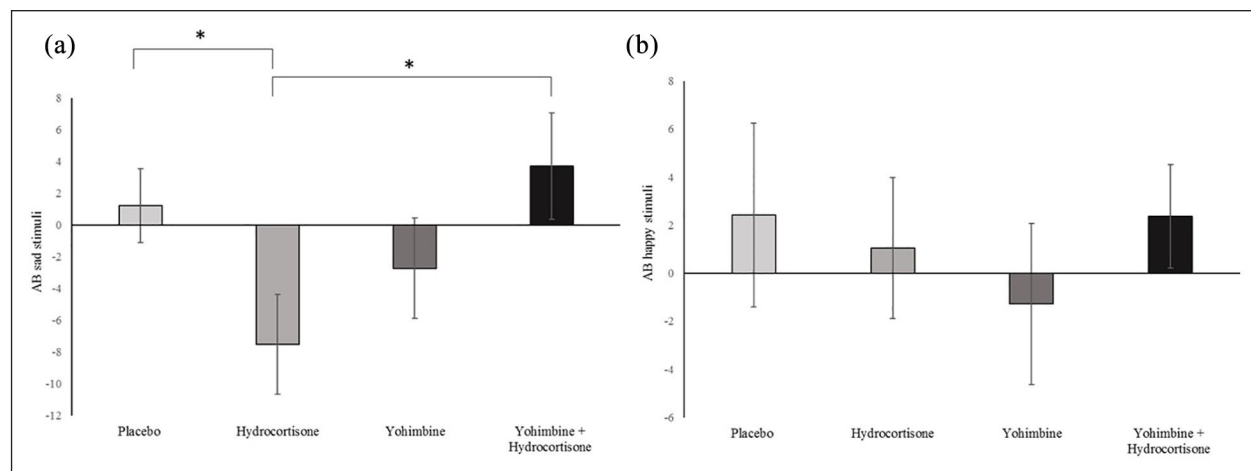 (a)
*
*
AB sad stimuli
8
6
4
2
0
-2
-4
-6
-8
-10
-12
Placebo
Hydrocortisone
Yohimbine
Yohimbine +
Hydrocortisone
(b)
AB happy stimuli
8
6
4
2
0
-2
-4
-6
Placebo
Hydrocortisone
Yohimbine
Yohimbine +
Hydrocortisone